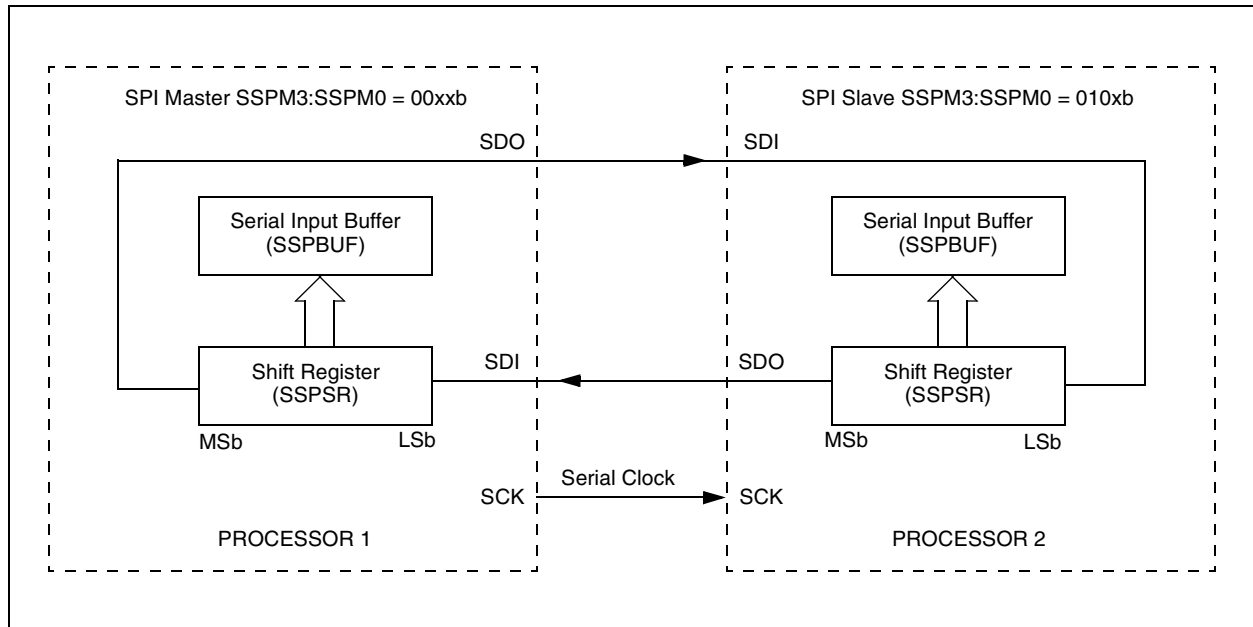 SPI Master SSPM3:SSPM0 = 00xxb
SPI Slave SSPM3:SSPM0 = 010xb
SDO
SDI
Serial Input Buffer
(SSPBUF)
Serial Input Buffer
(SSPBUF)
SDI
SDO
Shift Register
(SSPSR)
Shift Register
(SSPSR)
MSb
LSb
MSb
LSb
Serial Clock
SCK
SCK
PROCESSOR 1
PROCESSOR 2